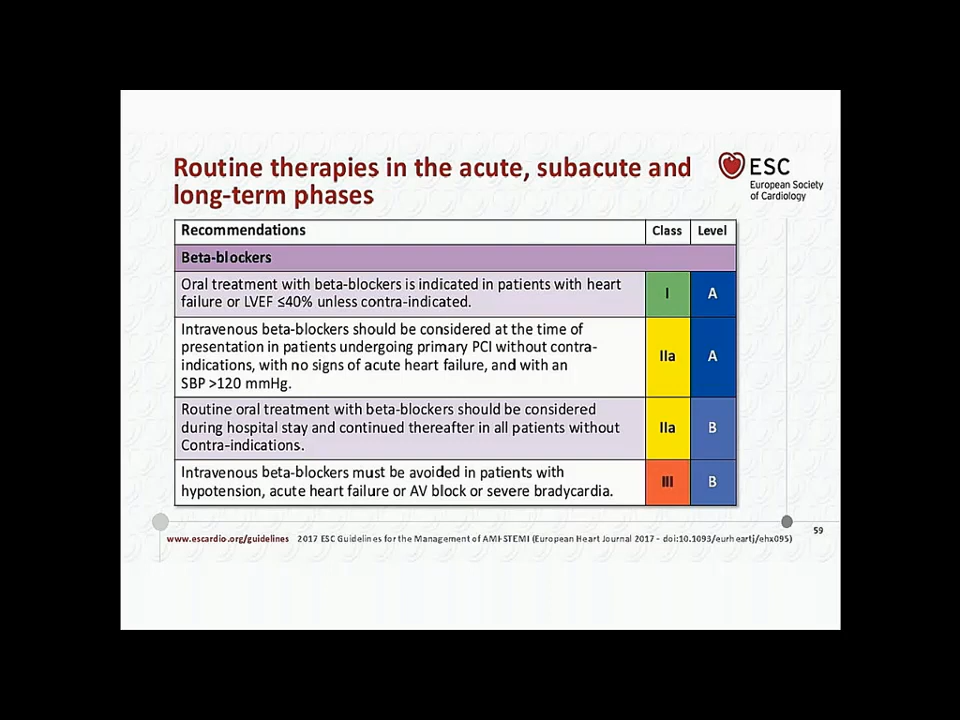 Routine therapies in the acute, subacute and
long-term phases
ESC
European Society
of Cardiology
Recommendations Class Level
Beta-blockers
Oral treatment with beta-blockers is indicated in patients with heart
failure or LVEF ≤40% unless contra-indicated.
I A
Intravenous beta-blockers should be considered at the time of
presentation in patients undergoing primary PCI without contra-
indications, with no signs of acute heart failure, and with an
SBP >120 mmHg.
IIa A
Routine oral treatment with beta-blockers should be considered
during hospital stay and continued thereafter in all patients without
Contra-indications.
IIa B
Intravenous beta-blockers must be avoided in patients with
hypotension, acute heart failure or AV block or severe bradycardia.
III B
59
www.escardio.org/guidelines 2017 ESC Guidelines for the Management of AMI-STEMI (European Heart Journal 2017 - doi:10.1093/eurheartj/ehx095)